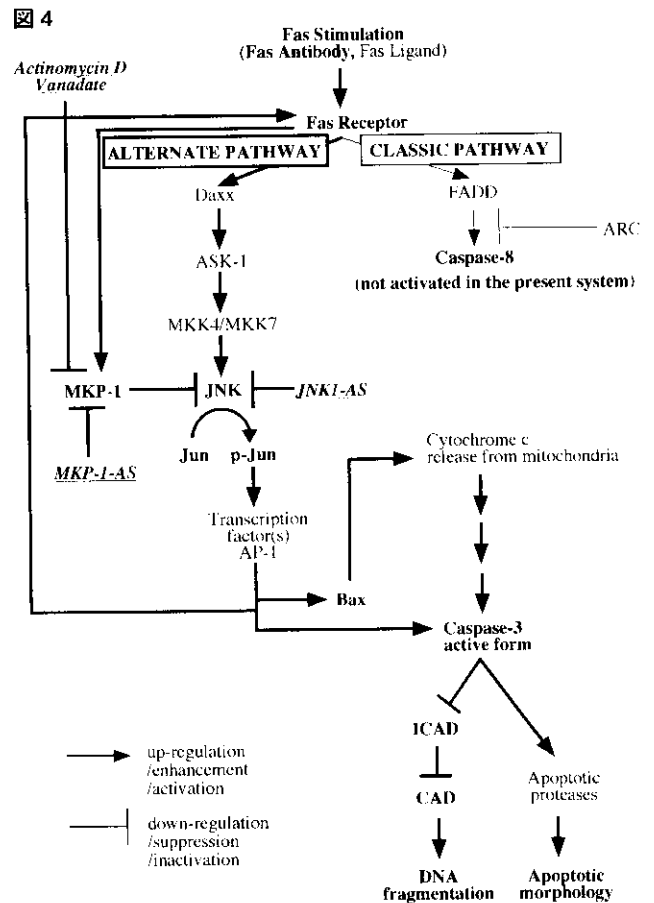 図4
Fas Stimulation
(Fas Antibody, Fas Ligand)
Actinomycin D
Vanadate
Fas Receptor
ALTERNATE PATHWAY
CLASSIC PATHWAY
Daxx
FADD
ARC
ASK-1
Caspase-8
(not activated in the present system)
MKK4/MKK7
MKP-1
JNK
JNK1-AS
Jun p-Jun
MKP-1-AS
Cytochrome c
release from mitochondria
Transcription
factor(s)
AP-1
Bax
Caspase-3
active form
ICAD
CAD
Apoptotic
proteases
DNA
fragmentation
Apoptotic
morphology
up-regulation
/enhancement
/activation
down-regulation
/suppression
/inactivation